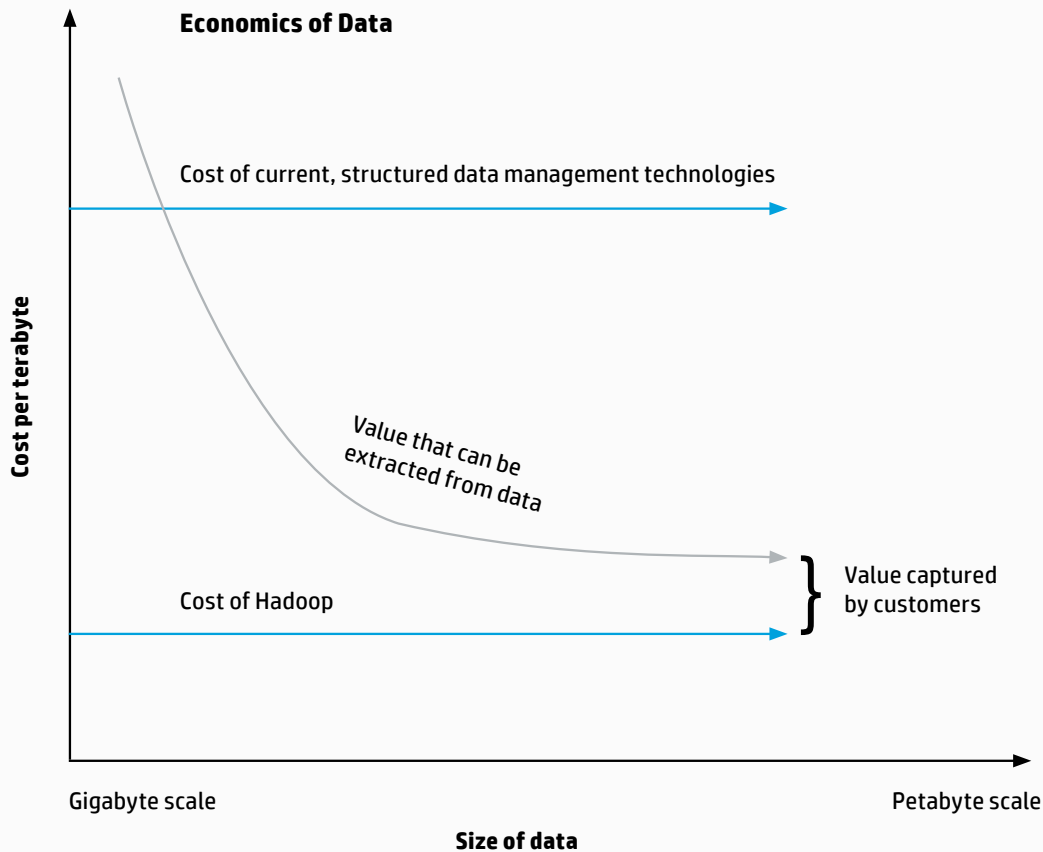 Economics of Data
Cost of current, structured data management technologies
Cost per terabyte
Value that can be
extracted from data
Value captured
by customers
Cost of Hadoop
Gigabyte scale
Petabyte scale
Size of data